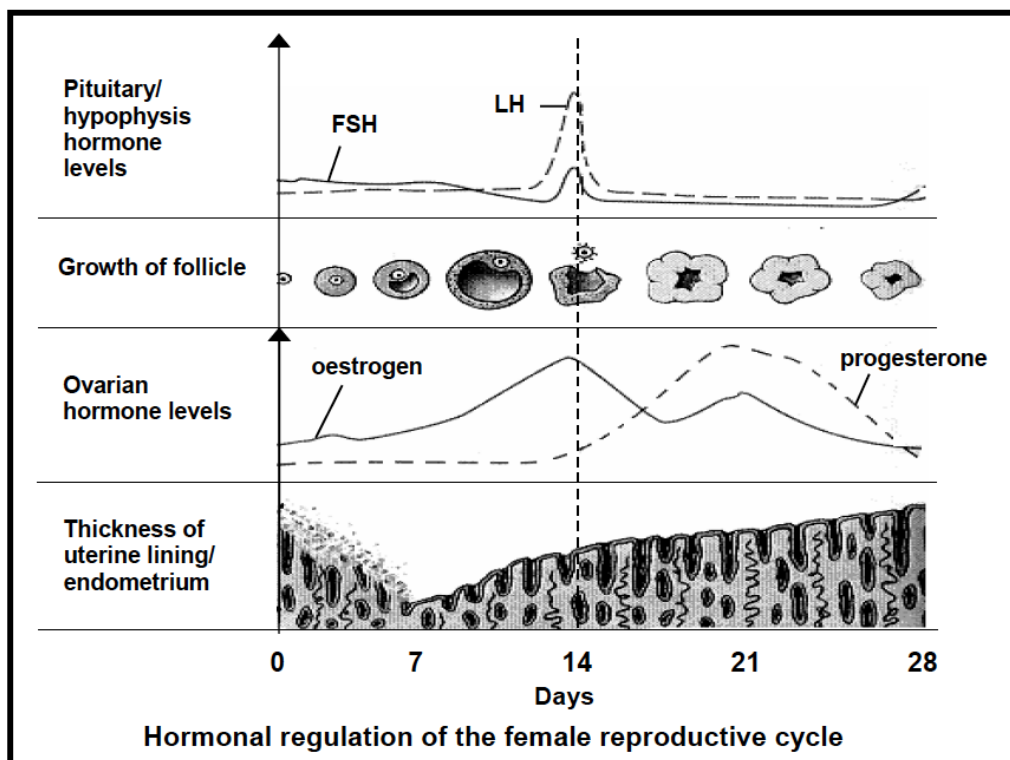 Pituitary/
hypophysis
hormone
levels
FSH
LH
Growth of follicle
Ovarian
hormone levels
oestrogen
progesterone
Thickness of
uterine lining/
endometrium
0 7 14 21 28
Days
Hormonal regulation of the female reproductive cycle